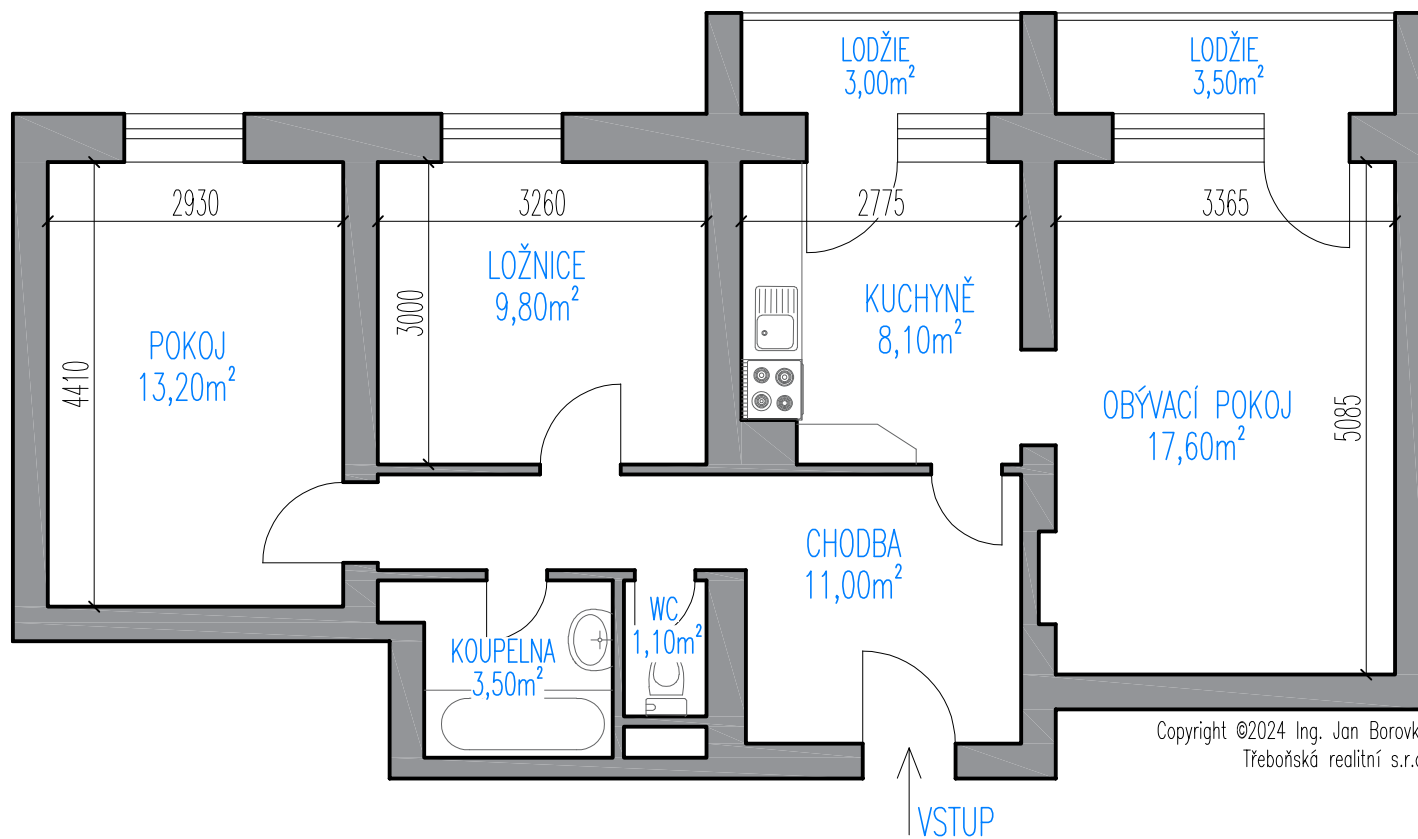 LODŽIE
3,00m²
LODŽIE
3,50m²
2930
3260
2775
3365
LOŽNICE
9,80m²
KUCHYNĚ
8,10m²
3000
POKOJ
13,20m²
4410
OBÝVACÍ POKOJ
17,60m²
5085
CHODBA
11,00m²
WC
1,10m²
KOUPELNA
3,50m²
Copyright ©2024 Ing. Jan Borovk
Třeboňská realitní s.r.o
VSTUP